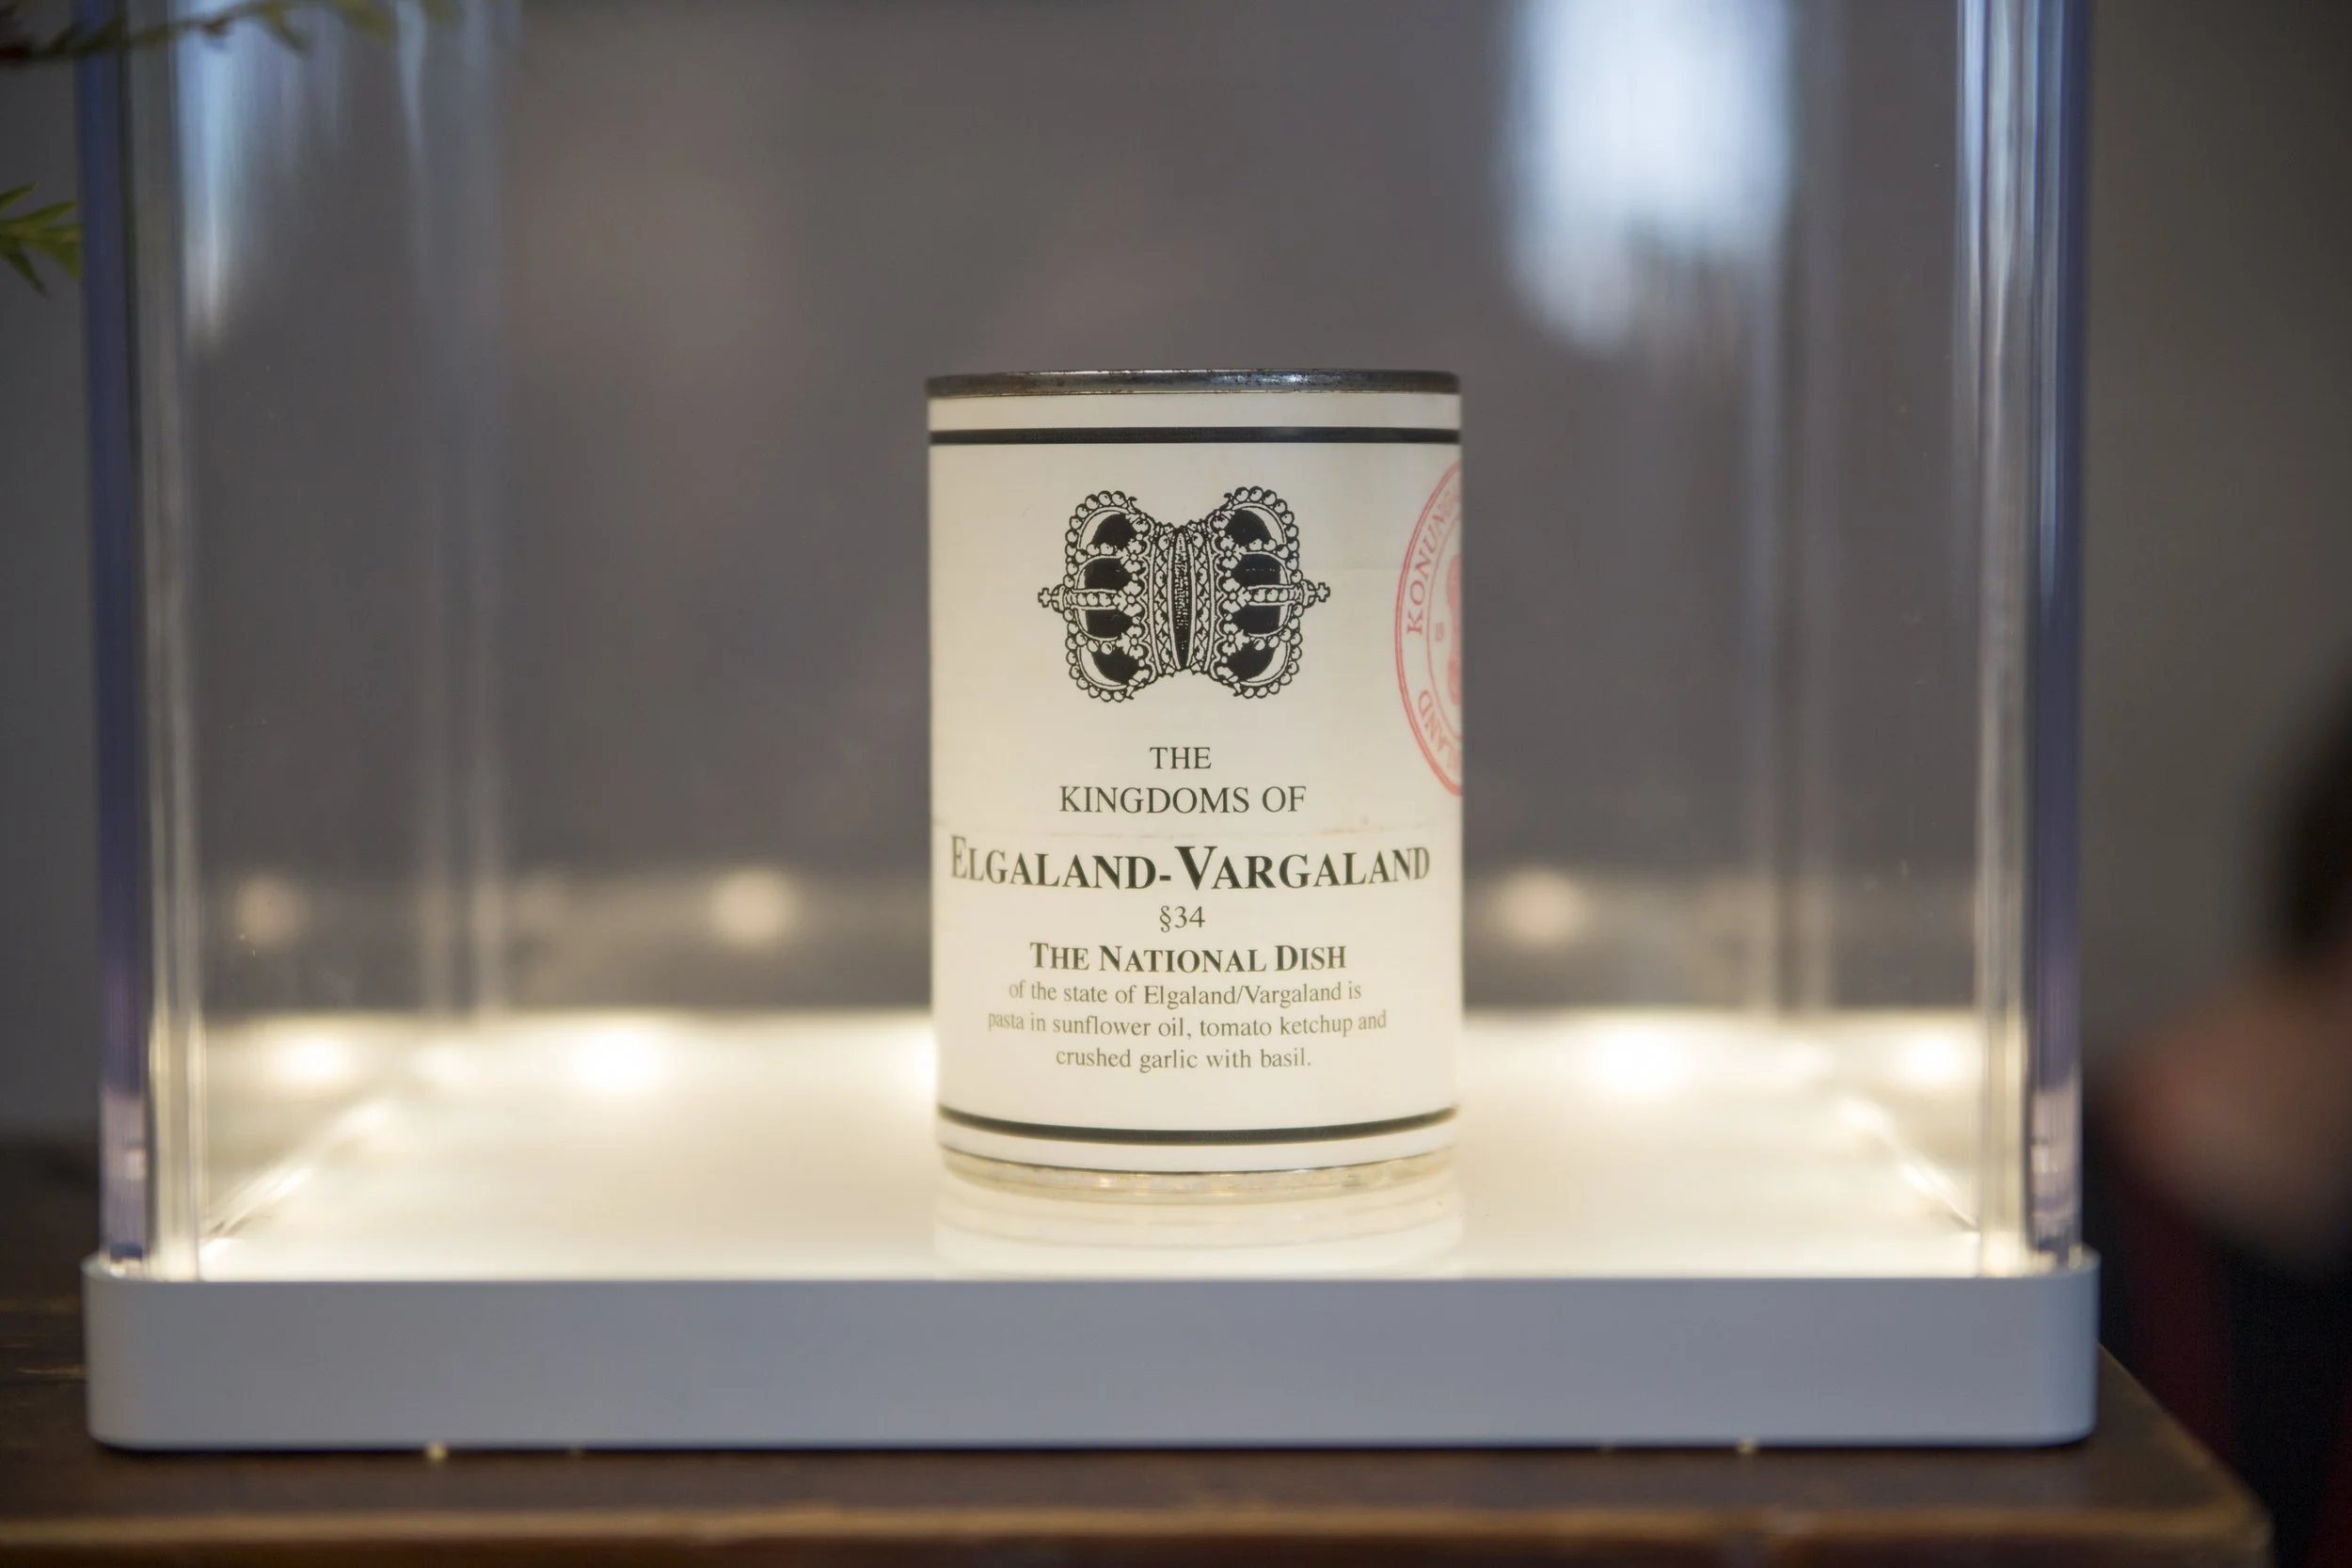 THE
KINGDOMS OF
ELGALAND-VARGALAND
§34
THE NATIONAL DISH
of the state of Elgaland/Vargaland is
pasta in sunflower oil, tomato ketchup and
crushed garlic with basil.